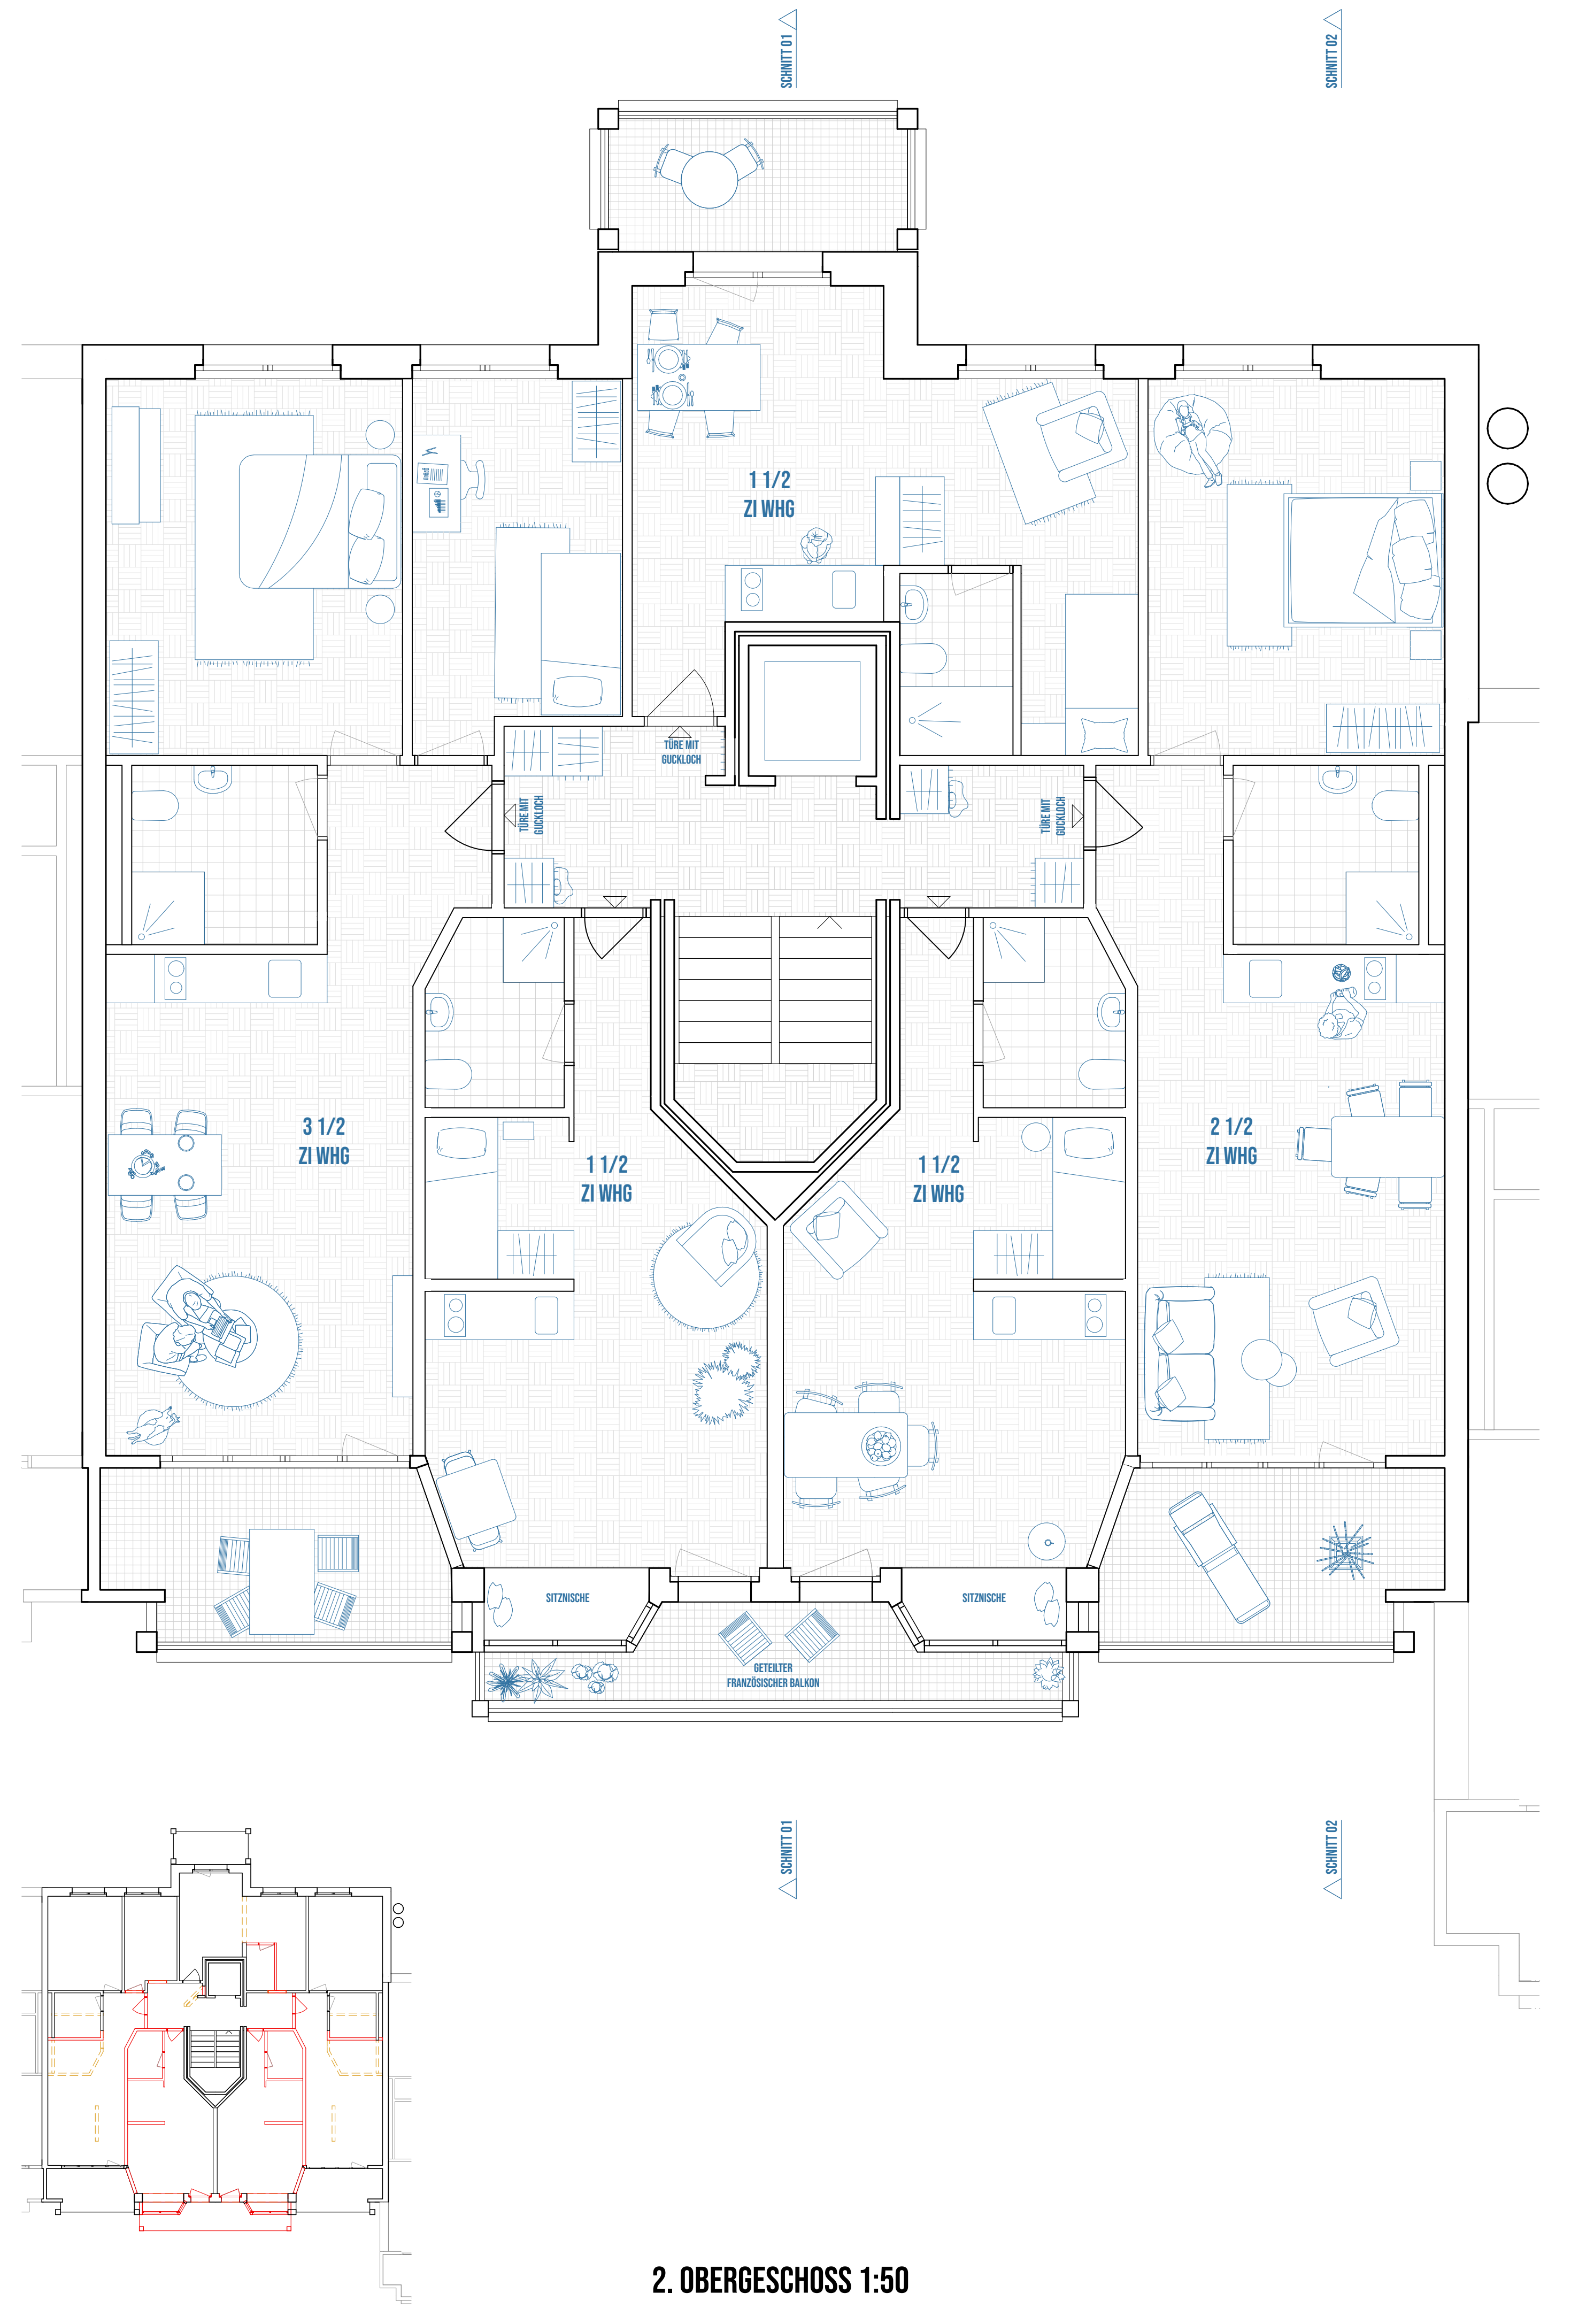 SCHNITT 01
SCHNITT 02
1 1/2
ZI WHG
TÜRE MIT
GUCKLOCH
TÜRE MIT
GUCKLOCH
TÜRE MIT
GUCKLOCH
3 1/2
ZI WHG
1 1/2
ZI WHG
1 1/2
ZI WHG
2 1/2
ZI WHG
SITZNISCHE
SITZNISCHE
GETEILTER
FRANZÖSISCHER BALKON
SCHNITT 01
SCHNITT 02
2. OBERGESCHOSS 1:50